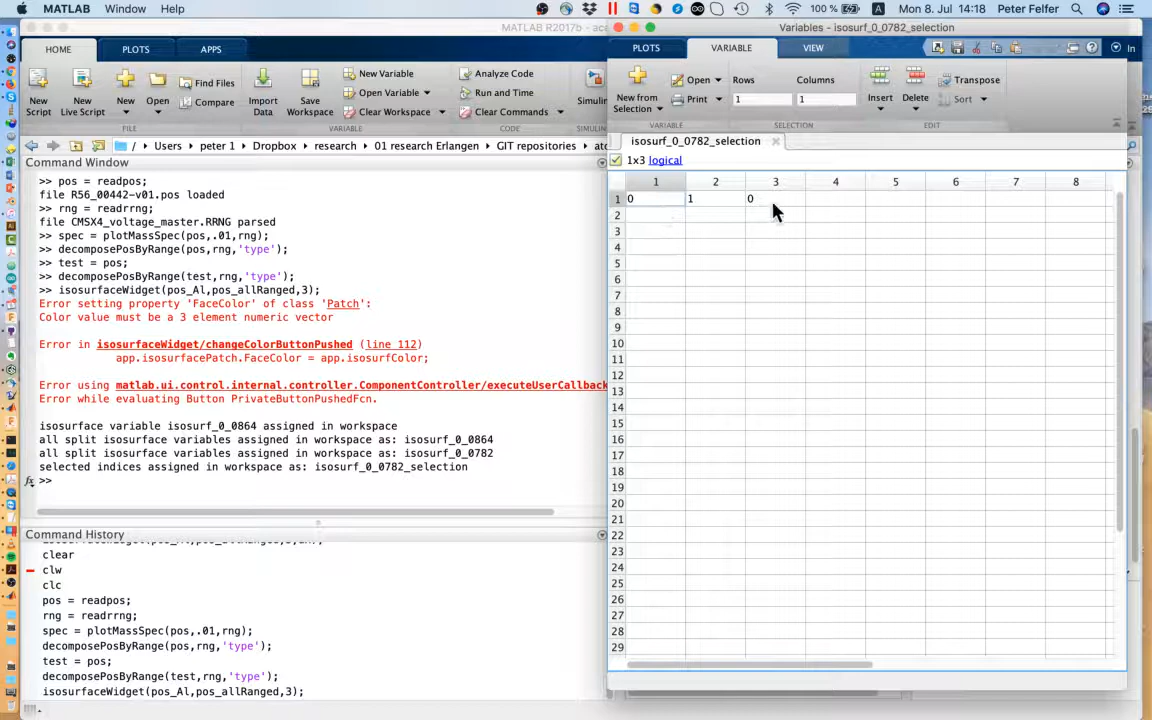 MATLAB Window Help 100 % Mon 8. Jul 14:18 Peter Felfer
MATLAB R2017b - ac
Variables - isosurf_0_0782_selection
HOME PLOTS APPS
PLOTS VARIABLE VIEW In
New Script
New Live Script
New
Open
Find Files
Compare
Import Data
Save Workspace
New Variable
Open Variable
Clear Workspace
Analyze Code
Run and Time
Clear Commands
Simulin
FILE VARIABLE CODE SIMULIN
New from Selection
Open
Print
Rows Columns
1 1
Insert Delete
Transpose
Sort
VARIABLE SELECTION EDIT
/ Users peter 1 Dropbox research 01 research Erlangen GIT repositories
Command Window
>> pos = readpos;
file R56_00442-v01.pos loaded
>> rng = readrrng;
file CMSX4_voltage_master.RRNG parsed
>> spec = plotMassSpec(pos,.01,rng);
>> decomposePosByRange(pos,rng,'type');
>> test = pos;
>> decomposePosByRange(test,rng,'type');
>> isosurfaceWidget(pos_Al,pos_allRanged,3);
Error setting property 'FaceColor' of class 'Patch':
Color value must be a 3 element numeric vector
Error in isosurfaceWidget/changeColorButtonPushed (line 112)
app.isosurfacePatch.FaceColor = app.isosurfColor;
Error using matlab.ui.control.internal.controller.ComponentController/executeUserCallback
Error while evaluating Button PrivateButtonPushedFcn.
isosurface variable isosurf_0_0864 assigned in workspace
all split isosurface variables assigned in workspace as: isosurf_0_0864
all split isosurface variables assigned in workspace as: isosurf_0_0782
selected indices assigned in workspace as: isosurf_0_0782_selection
fx >>
Command History
clear
clw
clc
pos = readpos;
rng = readrrng;
spec = plotMassSpec(pos,.01,rng);
decomposePosByRange(pos,rng,'type');
test = pos;
decomposePosByRange(test,rng,'type');
isosurfaceWidget(pos_Al,pos_allRanged,3);
isosurf_0_0782_selection
1x3 logical
1 2 3 4 5 6 7 8
1 0 1 0
2
3
4
5
6
7
8
9
10
11
12
13
14
15
16
17
18
19
20
21
22
23
24
25
26
27
28
29